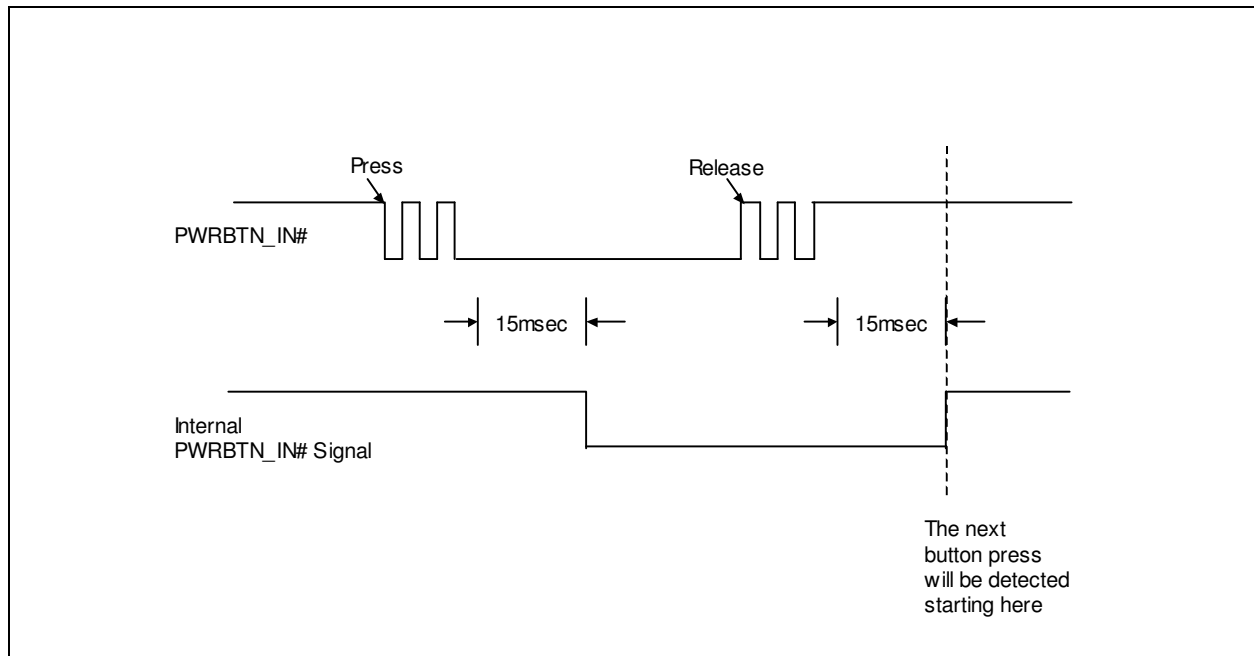 Press
Release
PWRBTN_IN#
15msec
15msec
Internal
PWRBTN_IN# Signal
The next
button press
will be detected
starting here